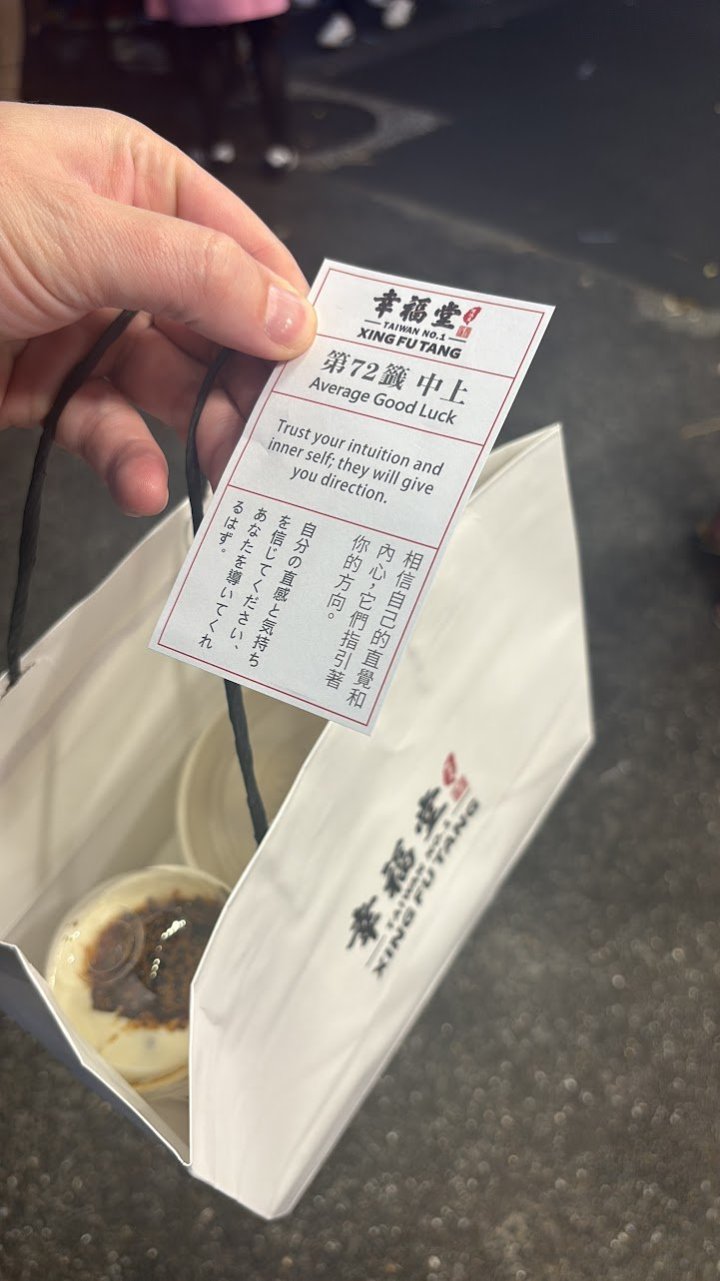 幸福堂
TAIWAN NO.1
XING FU TANG
第72籤 中上
Average Good Luck
Trust your intuition and
inner self; they will give
you direction.
相信自己的直覺和
內心,它們指引著
你的方向。
自分の直感と気持ち
を信じてください、
あなたを導いてくれ
るはず。
幸福堂
TAIWAN NO.1
XING FU TANG